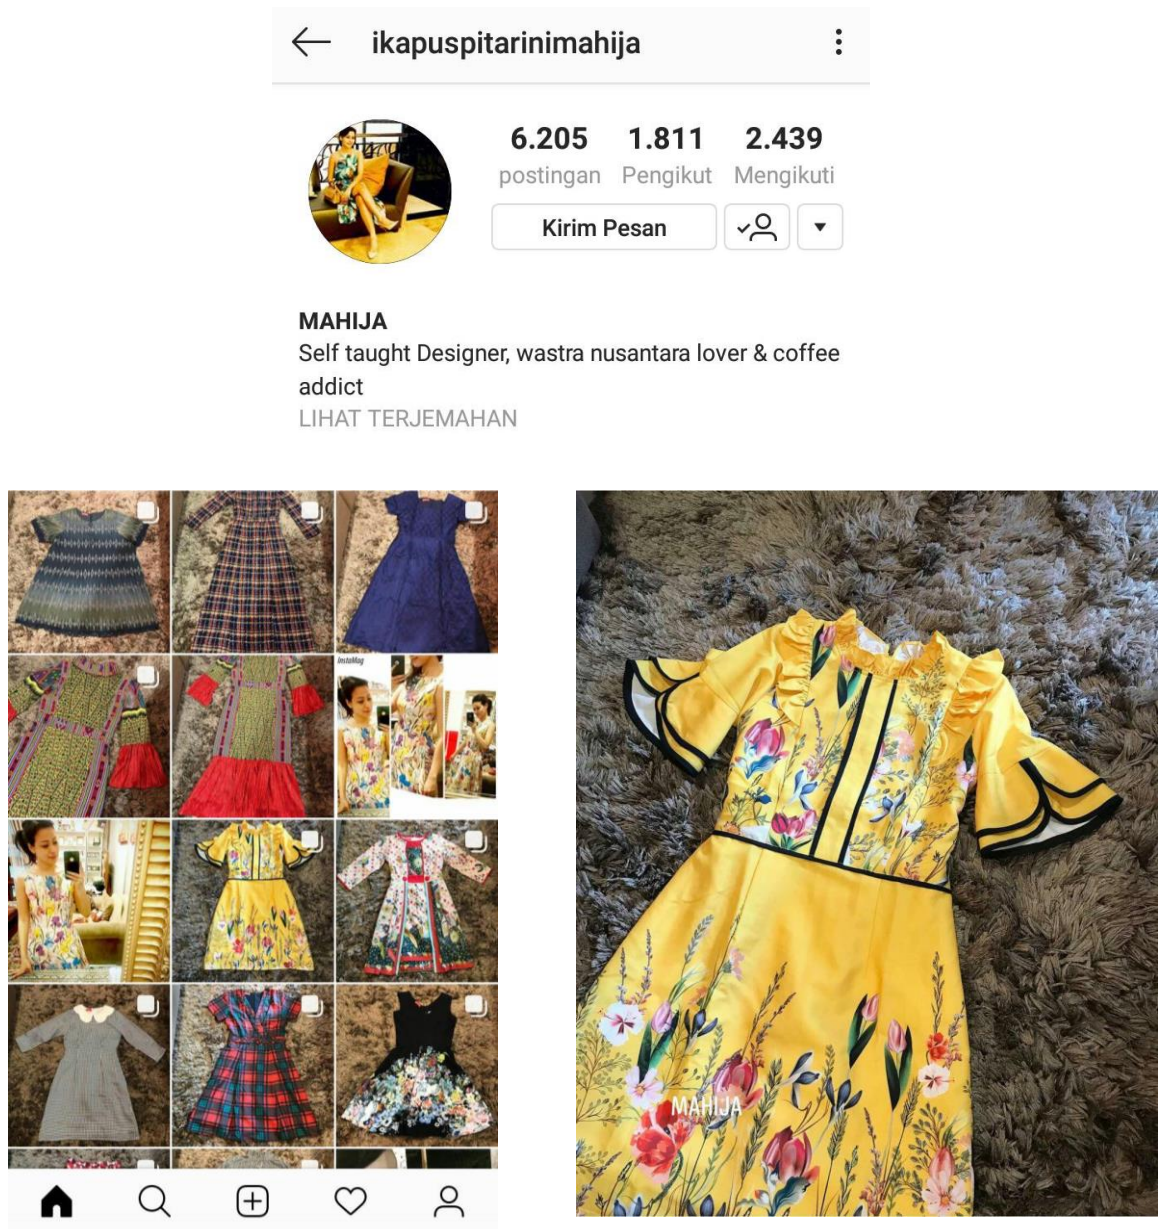 ikapuspitarinimahija
6.205 1.811 2.439
postingan Pengikut Mengikuti
Kirim Pesan
MAHIJA
Self taught Designer, wastra nusantara lover & coffee
addict
LIHAT TERJEMAHAN
InstaMag
MAHIJA